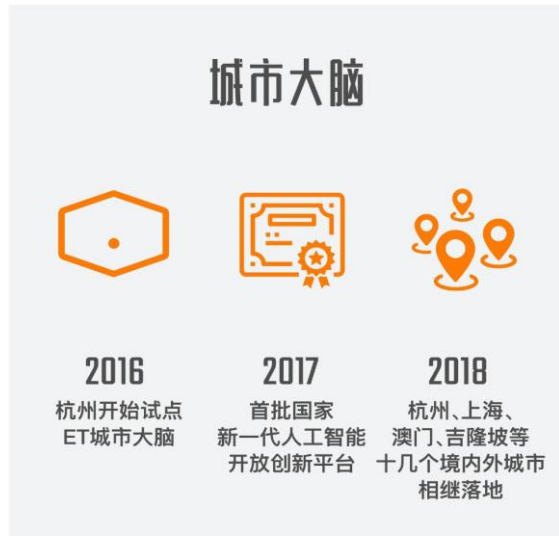 城市大脑
2016
杭州开始试点
ET城市大脑
2017
首批国家
新一代人工智能
开放创新平台
2018
杭州、上海、
澳门、吉隆坡等
十几个境内外城市
相继落地